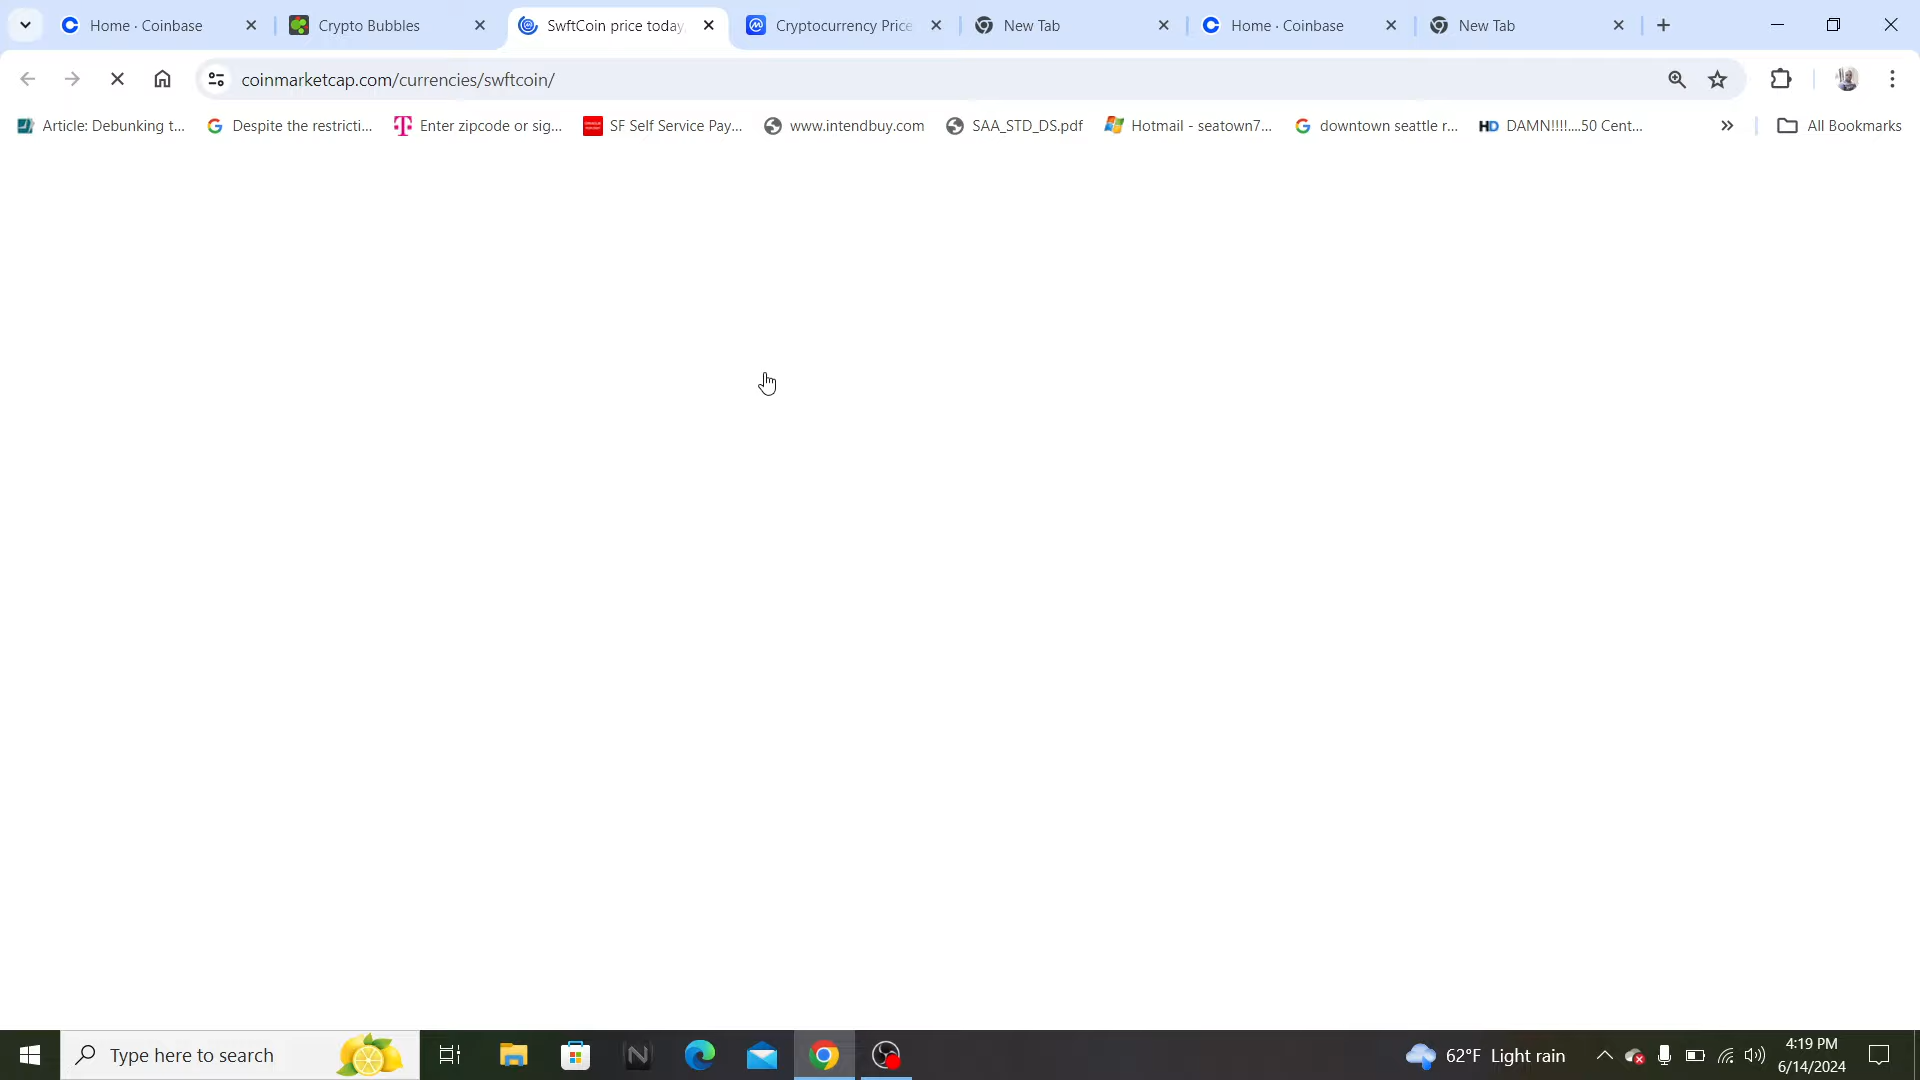 Home · Coinbase
Crypto Bubbles
SwftCoin price today
Cryptocurrency Price
New Tab
Home · Coinbase
New Tab
coinmarketcap.com/currencies/swftcoin/
Article: Debunking t...
Despite the restricti...
Enter zipcode or sig...
SF Self Service Pay...
www.intendbuy.com
SAA_STD_DS.pdf
Hotmail - seatown7...
downtown seattle r...
HD DAMN!!!!....50 Cent...
All Bookmarks
Type here to search
62°F Light rain
4:19 PM
6/14/2024